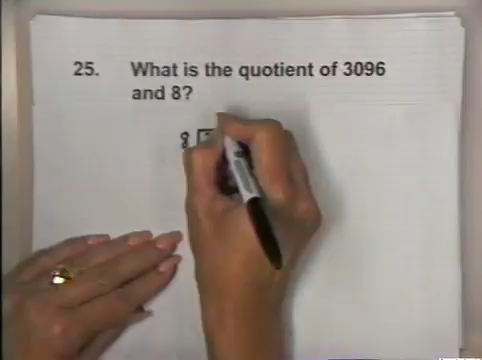 25. What is the quotient of 3096
and 8?
8